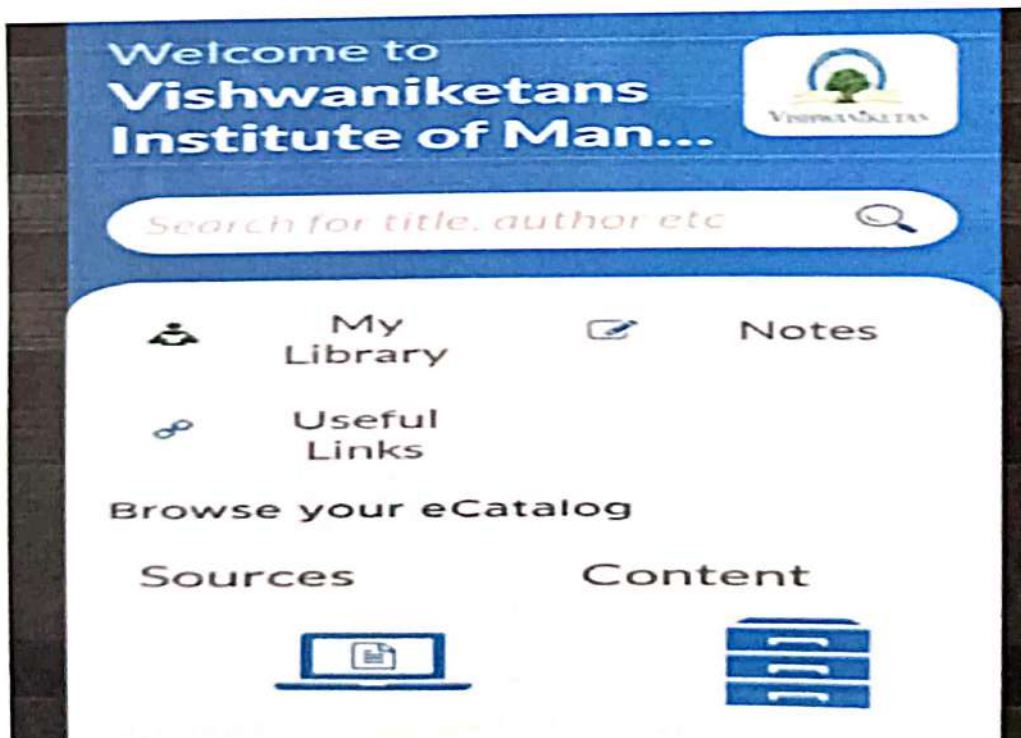 Welcome to
Vishwaniketans
Institute of Man...
VISHWANIKETAN
Search for title, author etc
My
Library
Notes
Useful
Links
Browse your eCatalog
Sources
Content